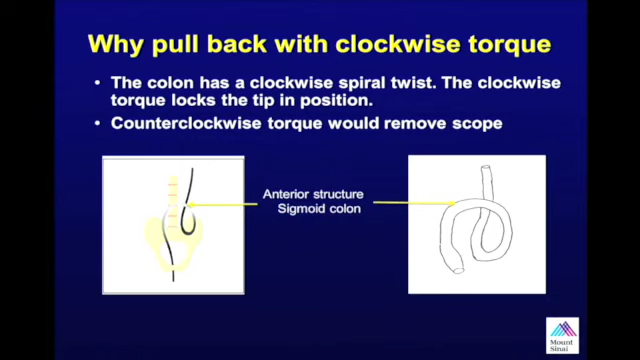 Why pull back with clockwise torque
• The colon has a clockwise spiral twist. The clockwise
torque locks the tip in position.
• Counterclockwise torque would remove scope
Anterior structure
Sigmoid colon
Mount
Sinai